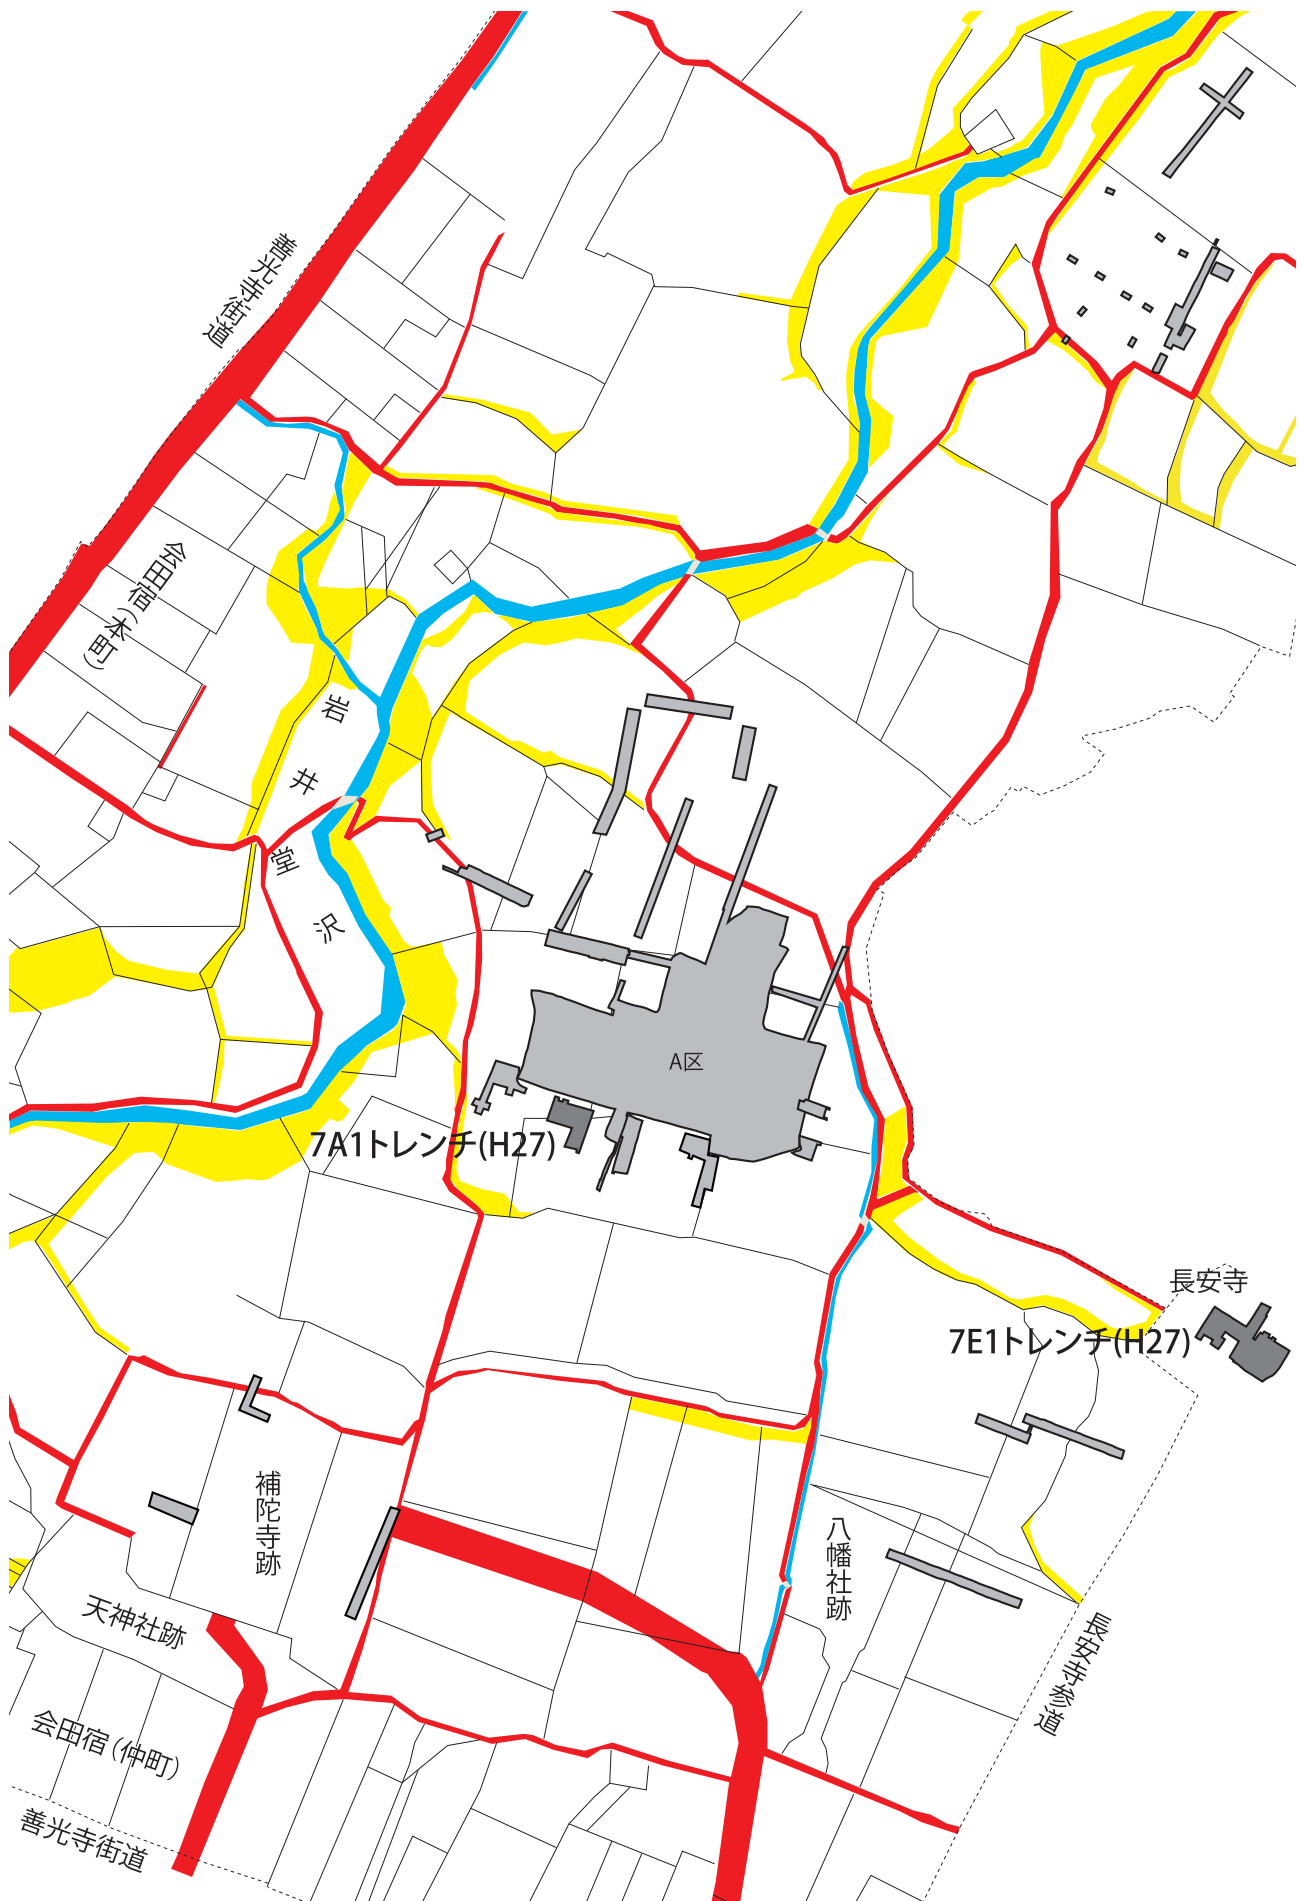 善光寺街道
会田宿(本町)
岩井堂沢
A区
7A1トレンチ(H27)
長安寺
7E1トレンチ(H27)
補陀寺跡
八幡社跡
天神社跡
長安寺参道
会田宿(仲町)
善光寺街道